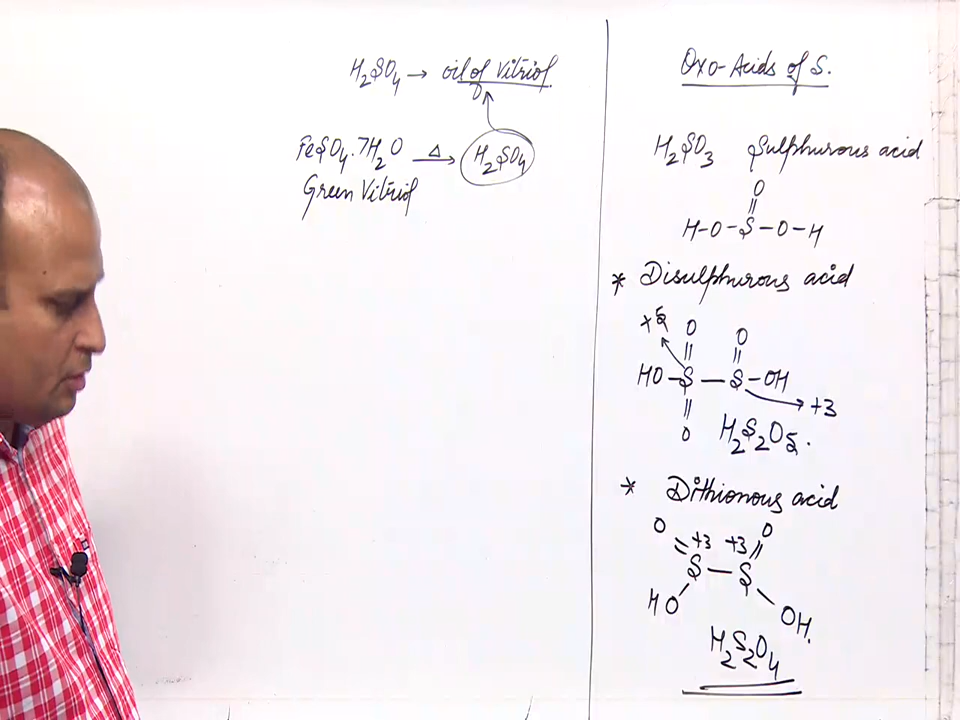 H₂SO₄ → oil of Vitriol.
FeSO₄.7H₂O —Δ→ H₂SO₄
Green Vitriol
Oxo-Acids of S.
H₂SO₃ Sulphurous acid
O
||
H-O-S-O-H
* Disulphurous acid
+5 O O
|| ||
HO-S-S-OH
|| +3
O H₂S₂O₅.
* Dithionous acid
O +3 +3 O
S-S
HO OH.
H₂S₂O₄